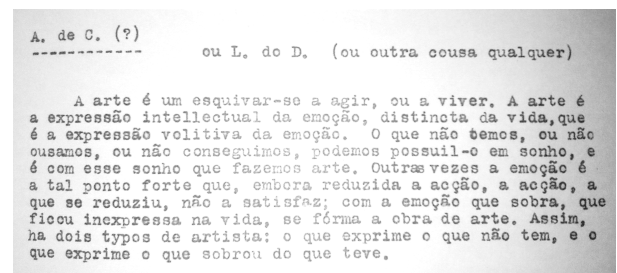 A. de C. (?)
ou L. do D. (ou outra cousa qualquer)
A arte é um esquivar-se a agir, ou a viver. A arte é
a expressão intellectual da emoção, distincta da vida,que
é a expressão volitiva da emoção. O que não temos, ou não
ousamos, ou não conseguimos, podemos possuil-o em sonho, e
é com esse sonho que fazemos arte. Outras vezes a emoção é
a tal ponto forte que, embora reduzida a acção, a acção, a
que se reduziu, não a satisfaz; com a emoção que sobra, que
ficou inexpressa na vida, se fórma a obra de arte. Assim,
ha dois typos de artista: o que exprime o que não tem, e o
que exprime o que sobrou do que teve.